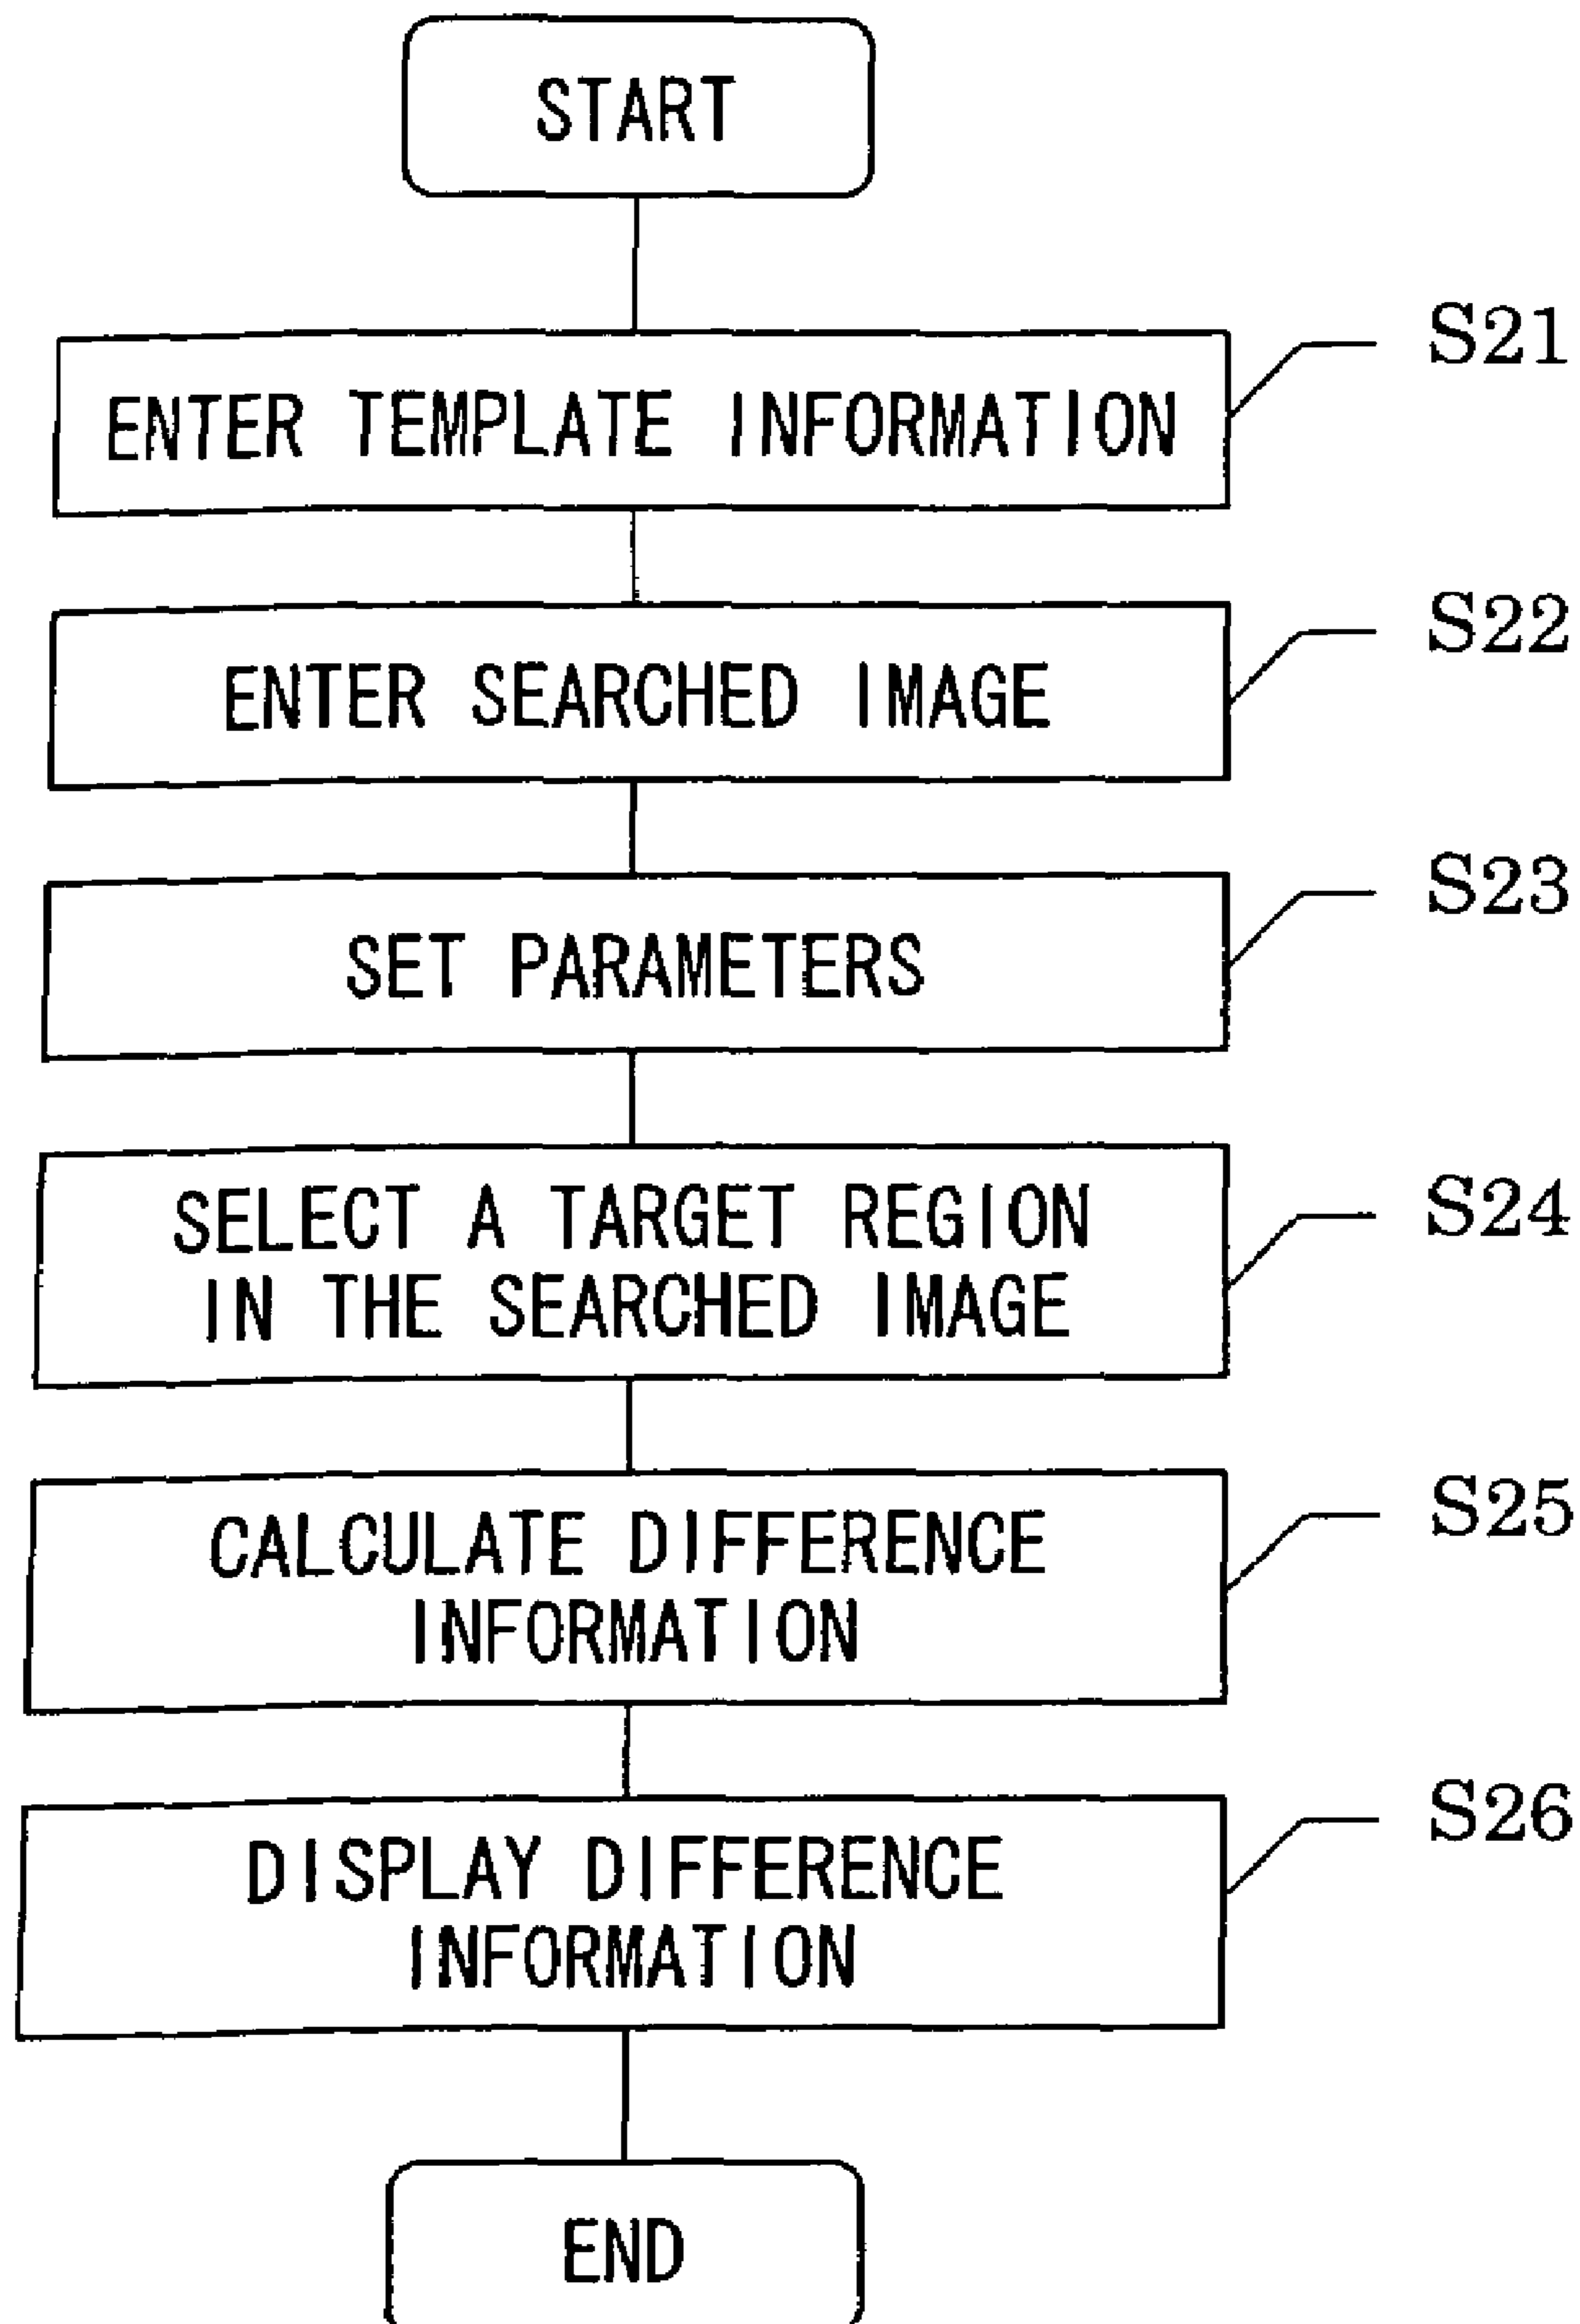 START
ENTER TEMPLATE INFORMATION
S21
ENTER SEARCHED IMAGE
S22
SET PARAMETERS
S23
SELECT A TARGET REGION
IN THE SEARCHED IMAGE
S24
CALCULATE DIFFERENCE
INFORMATION
S25
DISPLAY DIFFERENCE
INFORMATION
S26
END